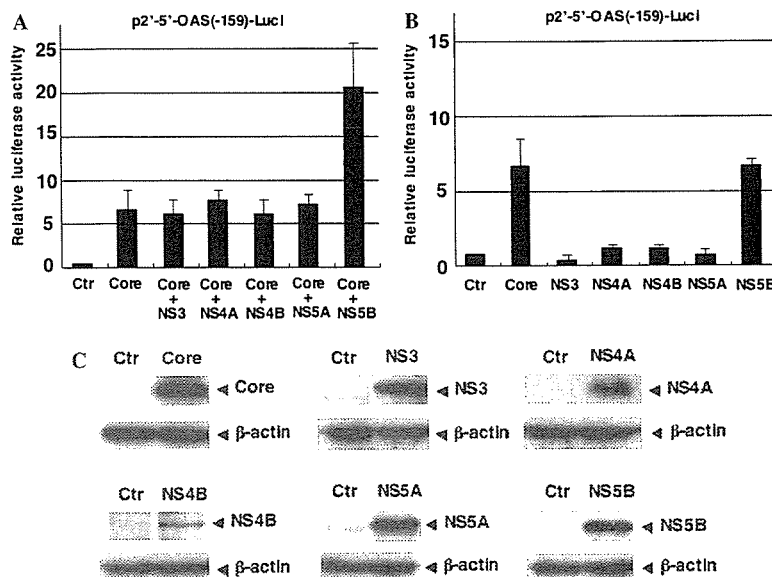 A
p2'-5'-OAS(-159)-Luci
Relative luciferase activity
25
20
15
10
5
0
Ctr Core Core + NS3 Core + NS4A Core + NS4B Core + NS5A Core + NS5B
B
p2'-5'-OAS(-159)-Luci
Relative luciferase activity
15
10
5
0
Ctr Core NS3 NS4A NS4B NS5A NS5B
C
Ctr Core
Core
β-actin
Ctr NS3
NS3
β-actin
Ctr NS4A
NS4A
β-actin
Ctr NS4B
NS4B
β-actin
Ctr NS5A
NS5A
β-actin
Ctr NS5B
NS5B
β-actin